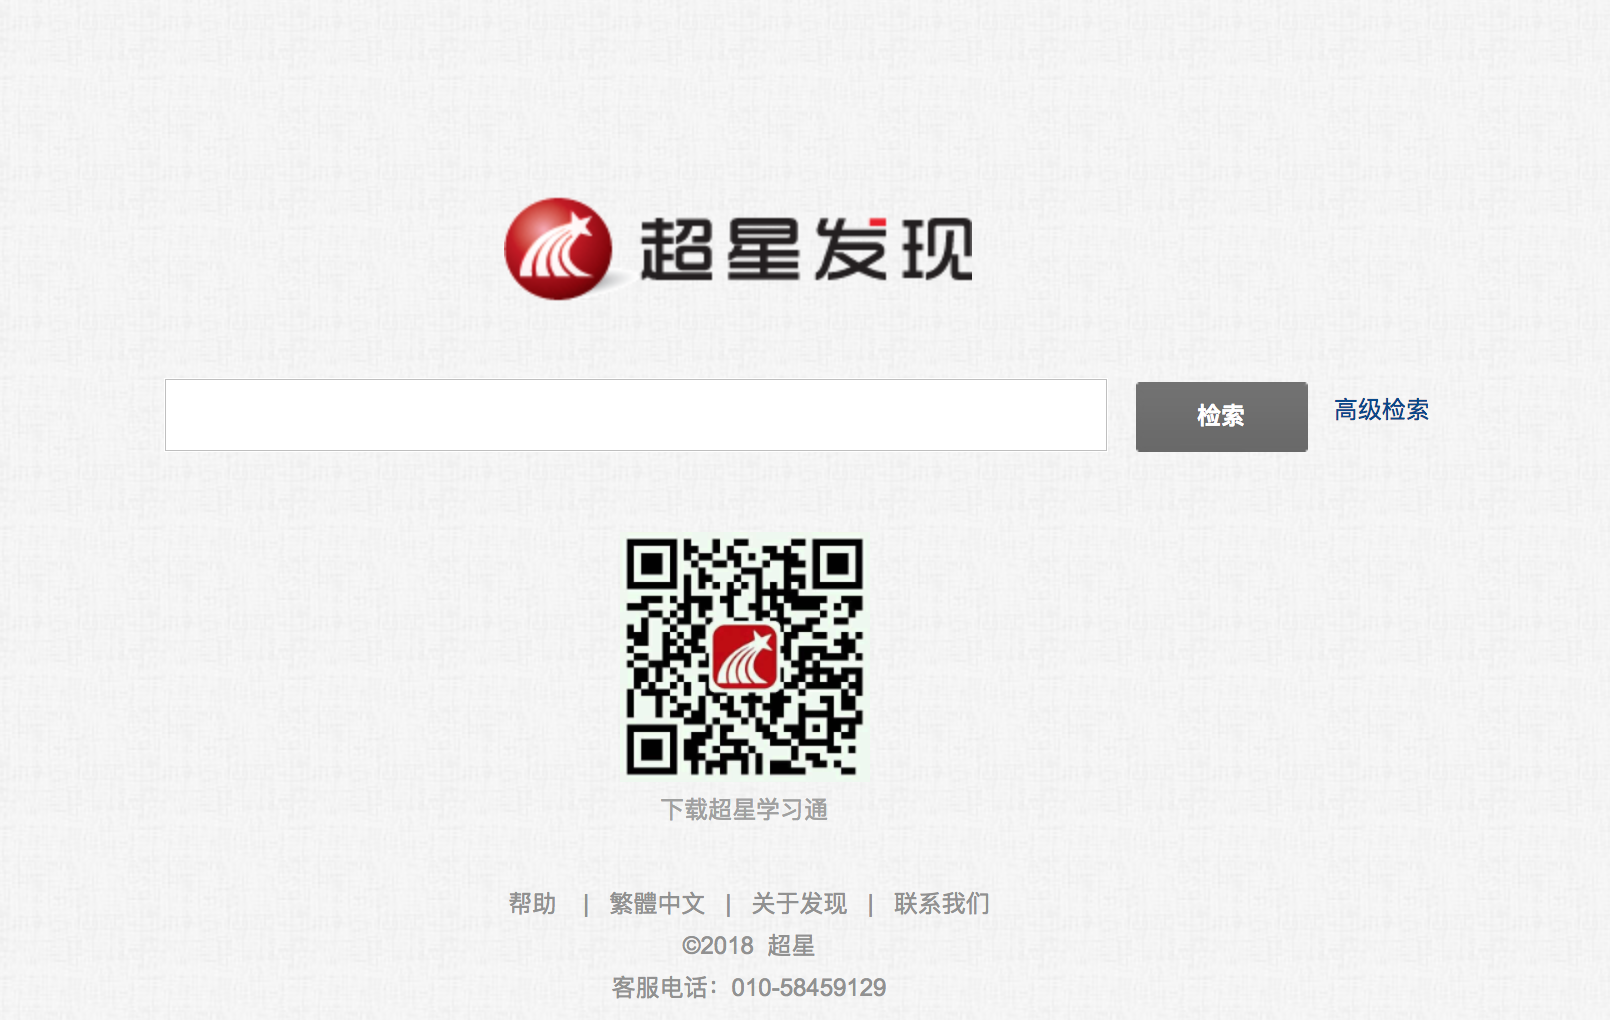 超星发现
检索 高级检索
下载超星学习通
帮助 | 繁體中文 | 关于发现 | 联系我们
©2018 超星
客服电话：010-58459129